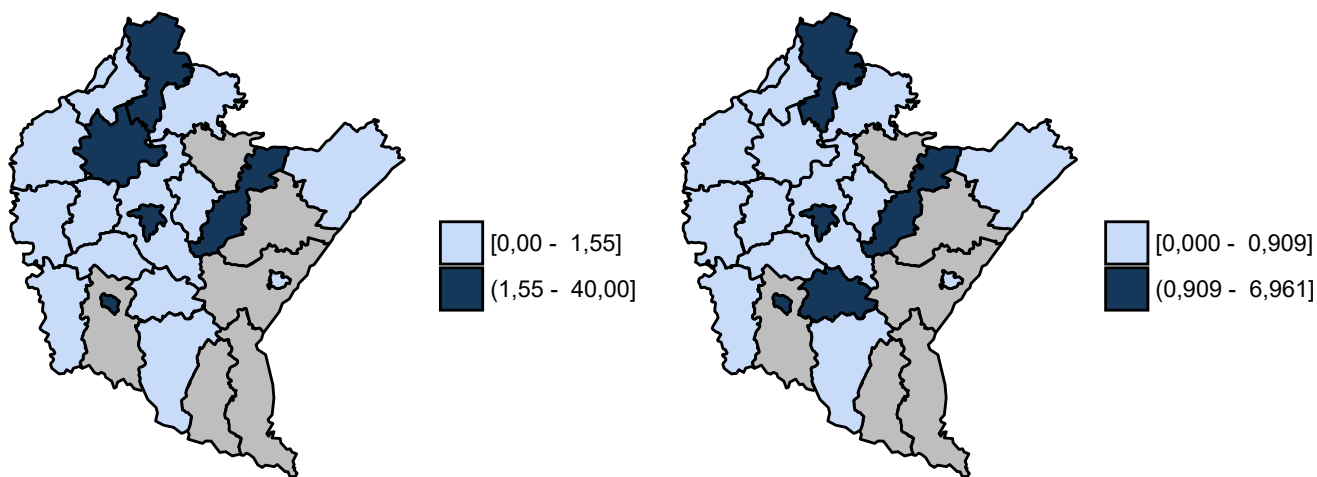 [0,00 - 1,55]
(1,55 - 40,00]
[0,000 - 0,909]
(0,909 - 6,961]